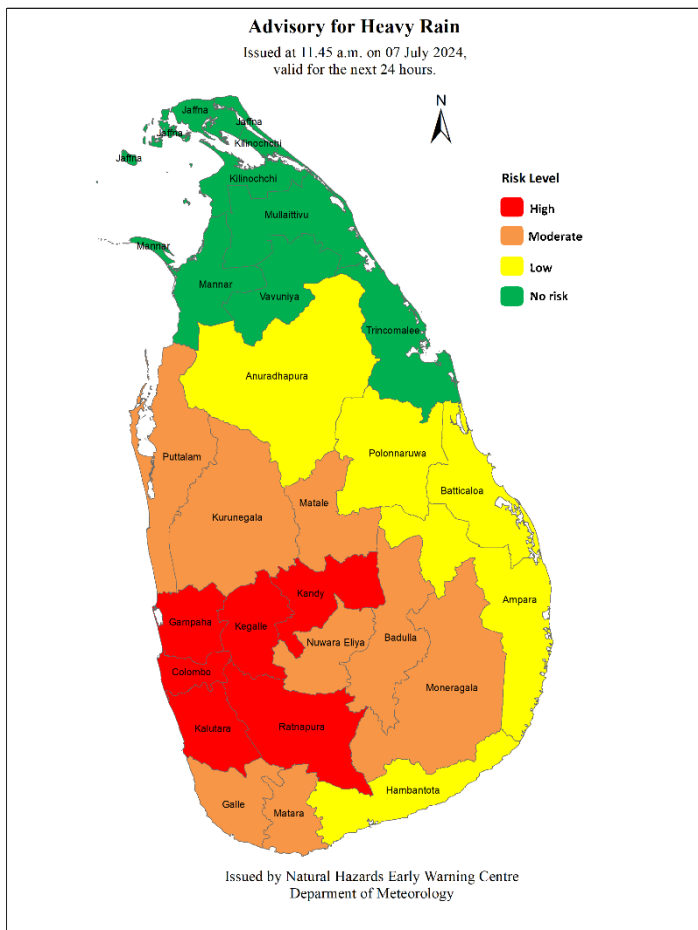 Advisory for Heavy Rain
Issued at 11.45 a.m. on 07 July 2024,
valid for the next 24 hours.
N
Jaffna
Jaffna
Jaffna
Kilinochchi
Jaffna
Kilinochchi
Risk Level
High
Mullaittivu
Moderate
Mannar
Low
Mannar
Vavuniya
No risk
Trincomalee
Anuradhapura
Polonnaruwa
Puttalam
Batticaloa
Matale
Kurunegala
Kandy
Ampara
Gampaha
Kegalle
Nuwara Eliya
Badulla
Colombo
Moneragala
Ratnapura
Kalutara
Hambantota
Galle
Matara
Issued by Natural Hazards Early Warning Centre
Deparment of Meteorology